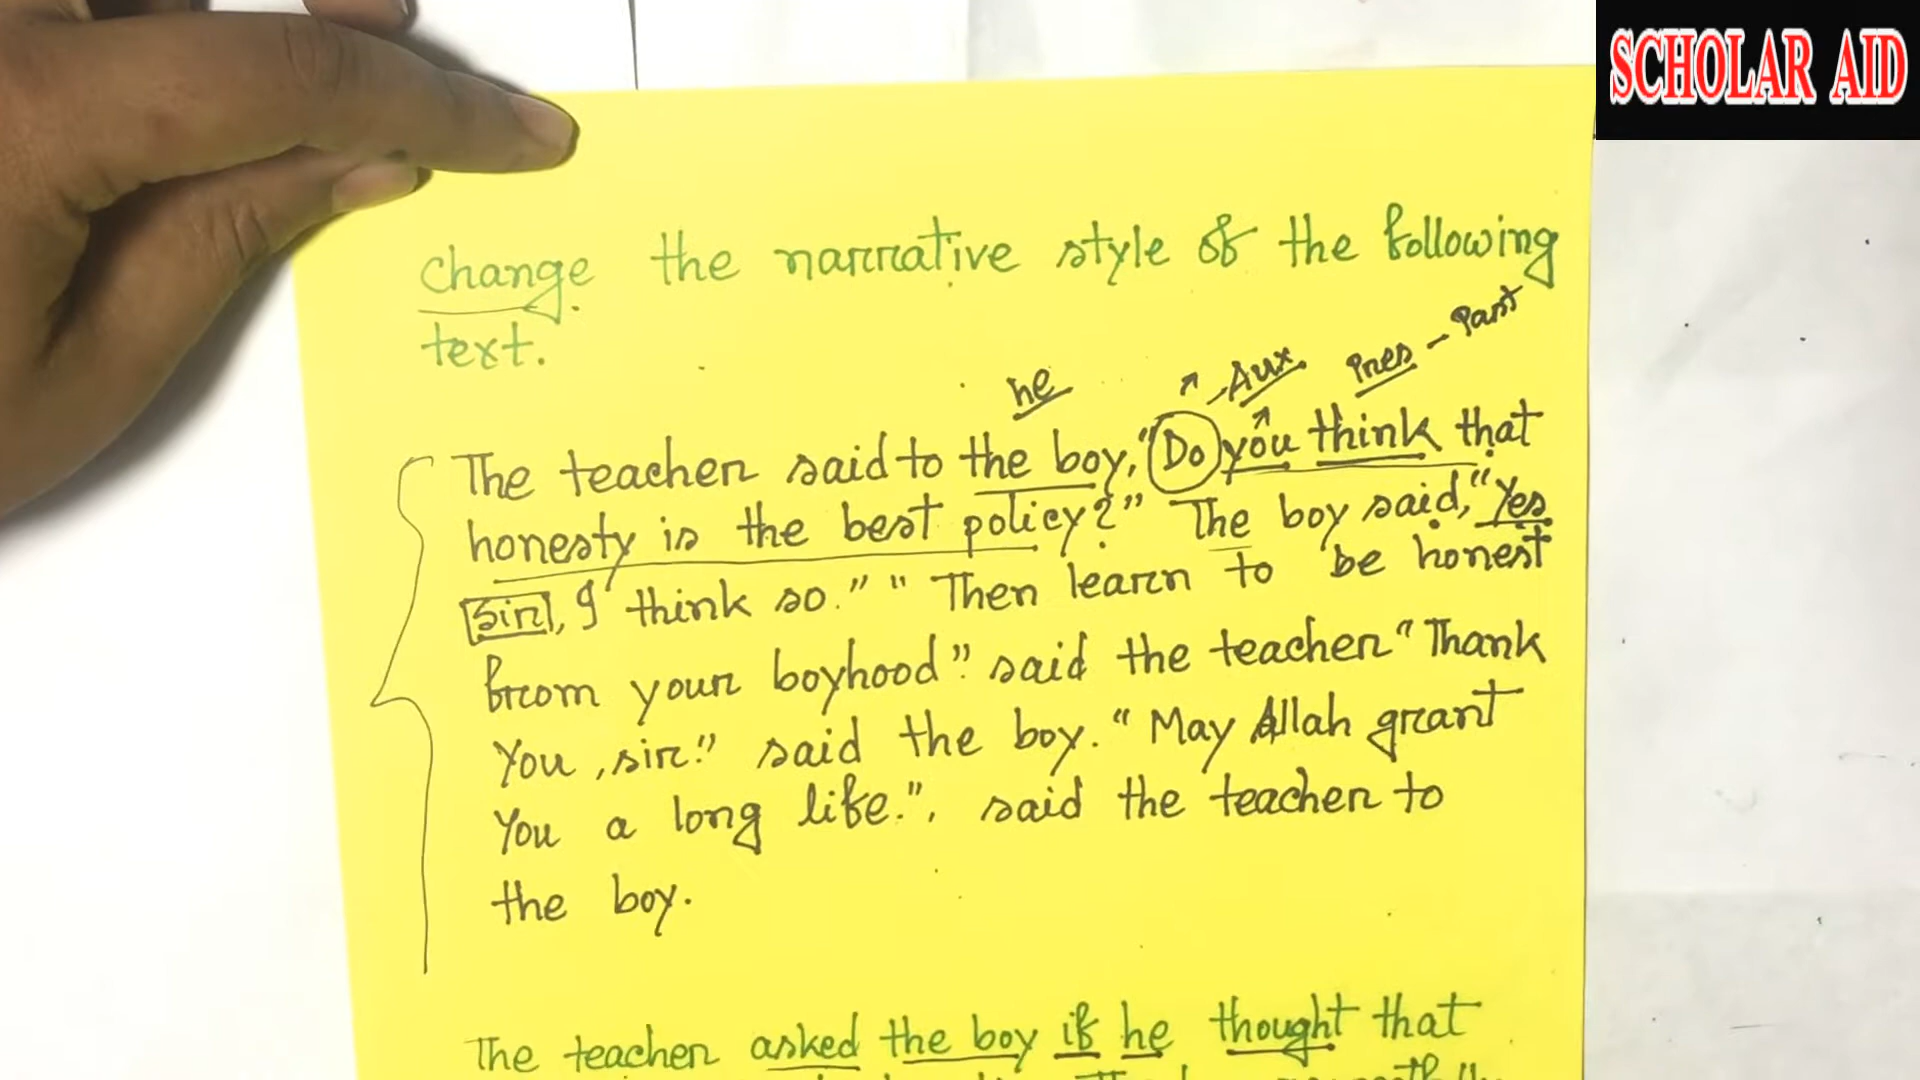 SCHOLAR AID
change the narrative style of the following
text.
he
Aux
Pres - Past
The teacher said to the boy, "Do you think that
honesty is the best policy?" The boy said, "Yes
Sir, I think so." "Then learn to be honest
from your boyhood" said the teacher "Thank
You, sir." said the boy. "May Allah grant
You a long life.", said the teacher to
the boy.
The teacher asked the boy if he thought that